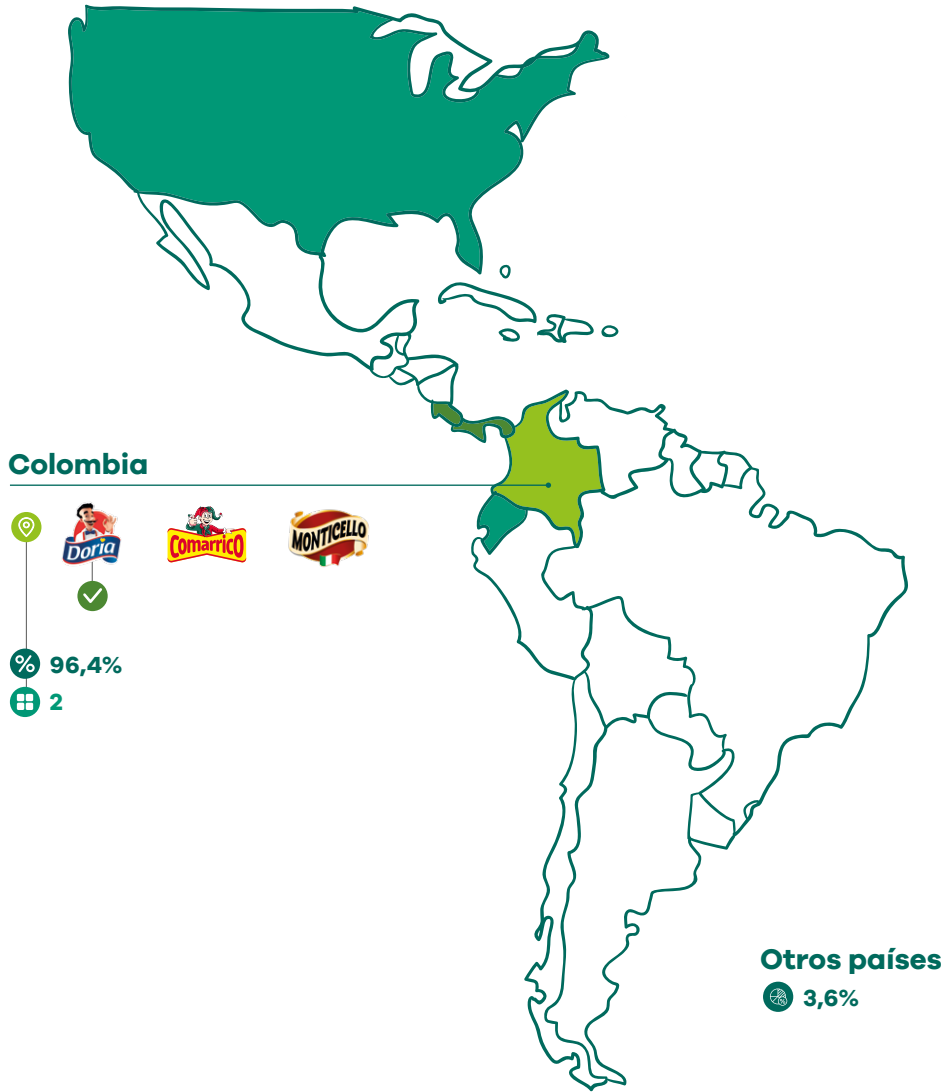 Colombia
Doria
COMARRICO
MONTICELLO
% 96,4%
2
Otros países
3,6%